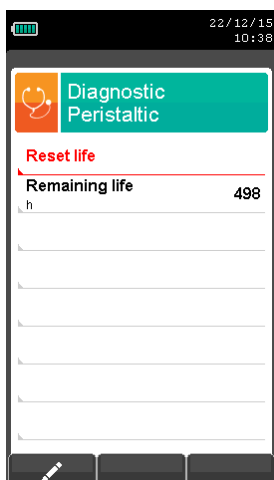 22/12/15
10:38
Diagnostic
Peristaltic
Reset life
Remaining life
498
h